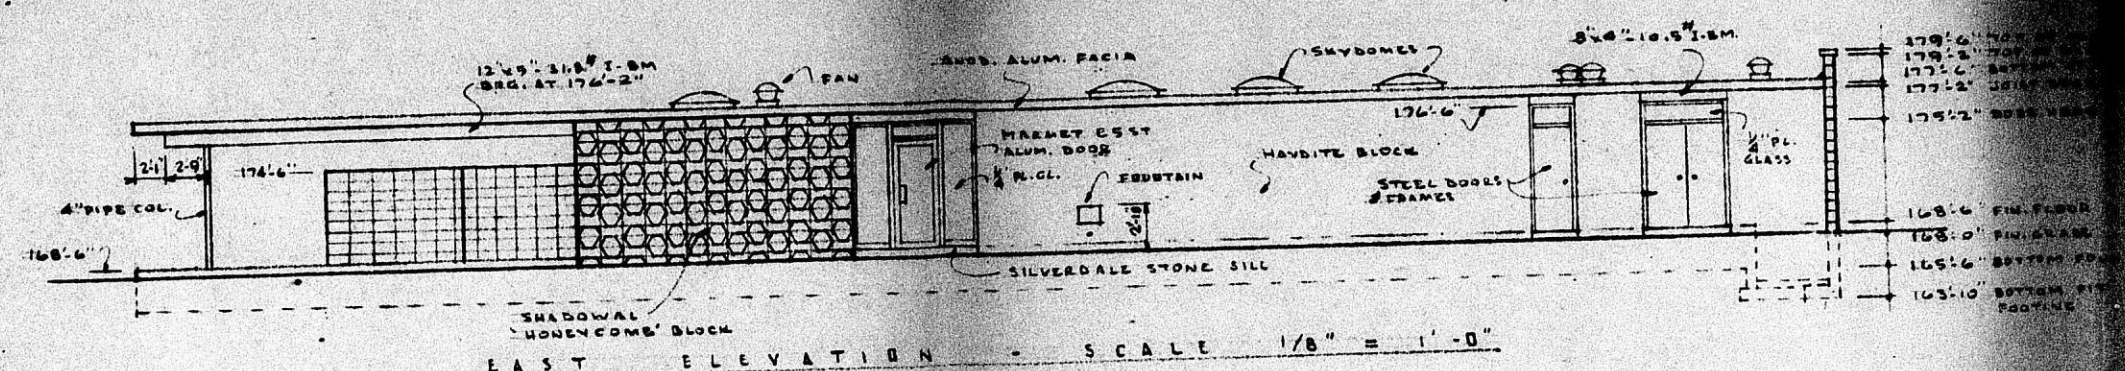 12"x5"-31.8# I-BM
BRG. AT 176'-2"
FAN
ANOD. ALUM. FACIA
SKYDOMES
8"x4"-10.5# I-BM.
179'-6"
179'-2"
177'-6"
177'-2"
175'-2"
2'-1"
2'-9"
174'-6"
4" PIPE COL.
168'-6"
ALUM. DOOR
¼" PL. GL.
FOUNTAIN
2'-10"
HAYDITE BLOCK
176'-6"
STEEL DOORS
& FRAMES
¼" PL.
GLASS
168'-6" FIN. FLOOR
168'-0" FIN. GRADE
165'-6" BOTTOM
163'-10" BOTTOM
FOOTING
SILVERDALE STONE SILL
SHADOWAL
'HONEYCOMB' BLOCK
EAST ELEVATION - SCALE 1/8" = 1'-0"